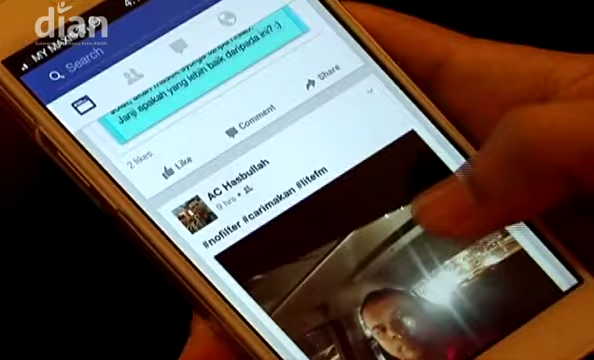 dian
MY MAXIS
Search
Janji apakah yang lebih baik daripada ini? :)
2 likes
Like
Comment
Share
AC Hasbullah
9 hrs
#nofilter #carimakan #litefm